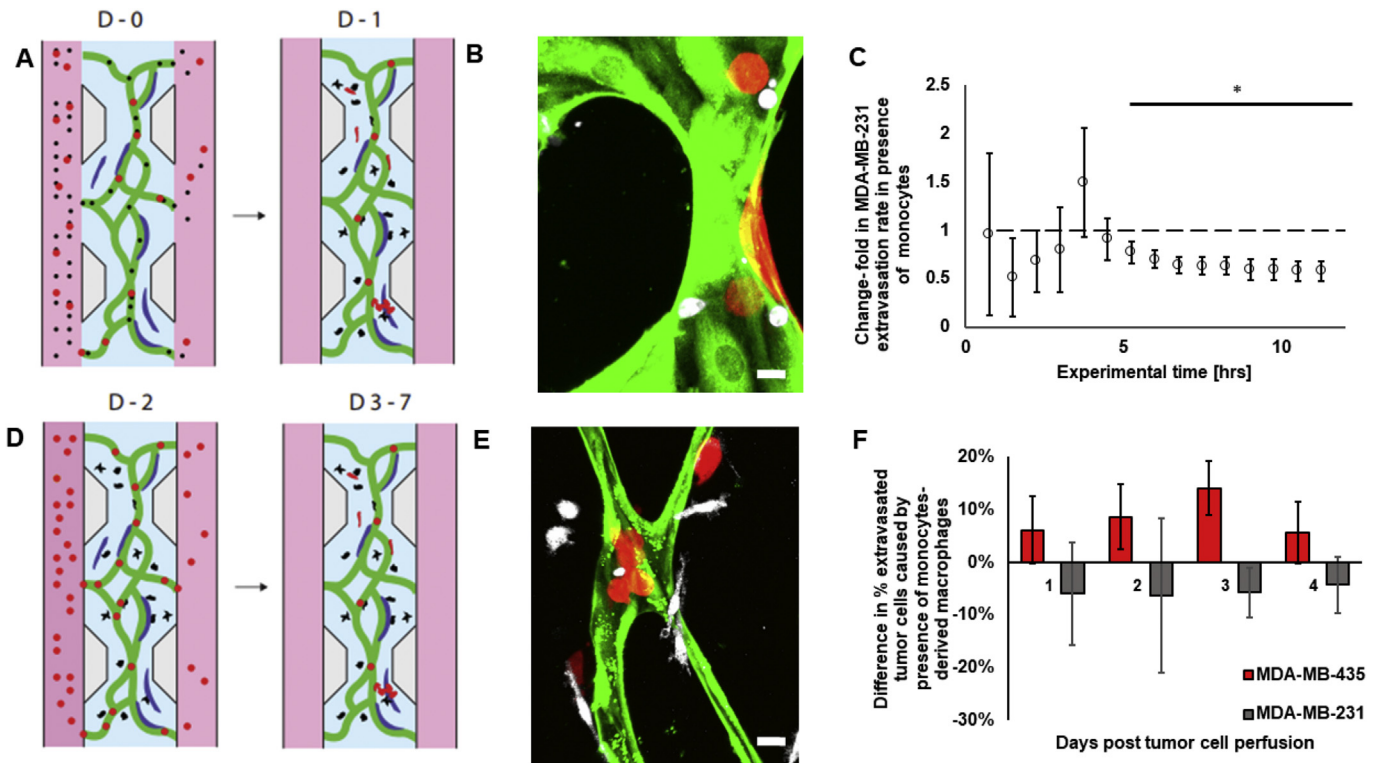 D - 0
D - 1
A
B
C
Change- fold in MDA-MB-231
extravasation rate in presence
of monocytes
2.5
2
1.5
1
0.5
0
*
0
5
10
Experimental time [hrs]
D - 2
D 3 - 7
D
E
F
Difference in % extravasated
tumor cells caused by
presence of monocytes-
derived macrophages
20%
10%
0%
-10%
-20%
-30%
1
2
3
4
MDA-MB-435
MDA-MB-231
Days post tumor cell perfusion